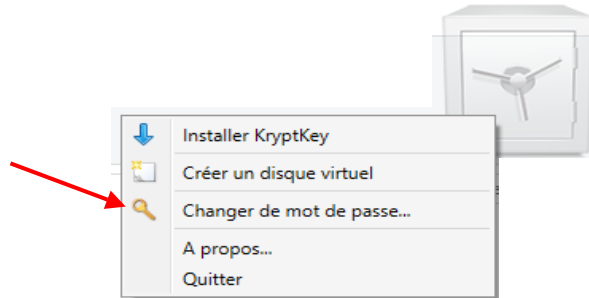 Installer KryptKey
Créer un disque virtuel
Changer de mot de passe...
A propos...
Quitter